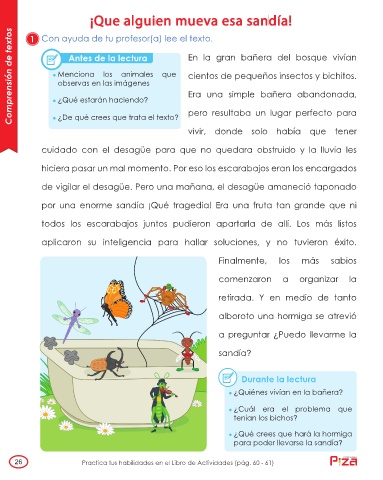 ¡Que alguien mueva esa sandía!
Comprensión de textos
1 Con ayuda de tu profesor(a) lee el texto.
Antes de la lectura
• Menciona los animales que
observas en las imágenes
• ¿Qué estarán haciendo?
• ¿De qué crees que trata el texto?
En la gran bañera del bosque vivían
cientos de pequeños insectos y bichitos.
Era una simple bañera abandonada,
pero resultaba un lugar perfecto para
vivir, donde solo había que tener
cuidado con el desagüe para que no quedara obstruido y la lluvia les
hiciera pasar un mal momento. Por eso los escarabajos eran los encargados
de vigilar el desagüe. Pero una mañana, el desagüe amaneció taponado
por una enorme sandía ¡Qué tragedia! Era una fruta tan grande que ni
todos los escarabajos juntos pudieron apartarla de allí. Los más listos
aplicaron su inteligencia para hallar soluciones, y no tuvieron éxito.
Finalmente, los más sabios
comenzaron a organizar la
retirada. Y en medio de tanto
alboroto una hormiga se atrevió
a preguntar ¿Puedo llevarme la
sandía?
Durante la lectura
• ¿Quiénes vivían en la bañera?
• ¿Cuál era el problema que
tenían los bichos?
• ¿Qué crees que hará la hormiga
para poder llevarse la sandía?
26
Practica tus habilidades en el Libro de Actividades (pág. 60 - 61)
P¡za